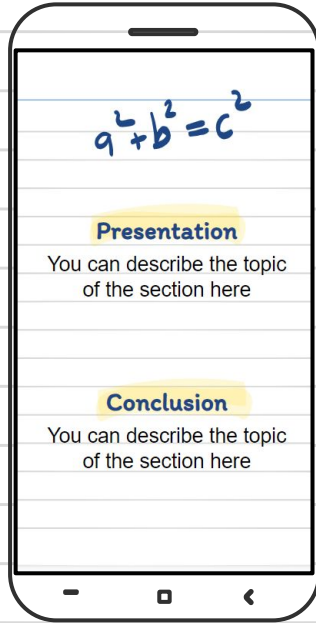 a²+b²=c²
Presentation
You can describe the topic
of the section here
Conclusion
You can describe the topic
of the section here